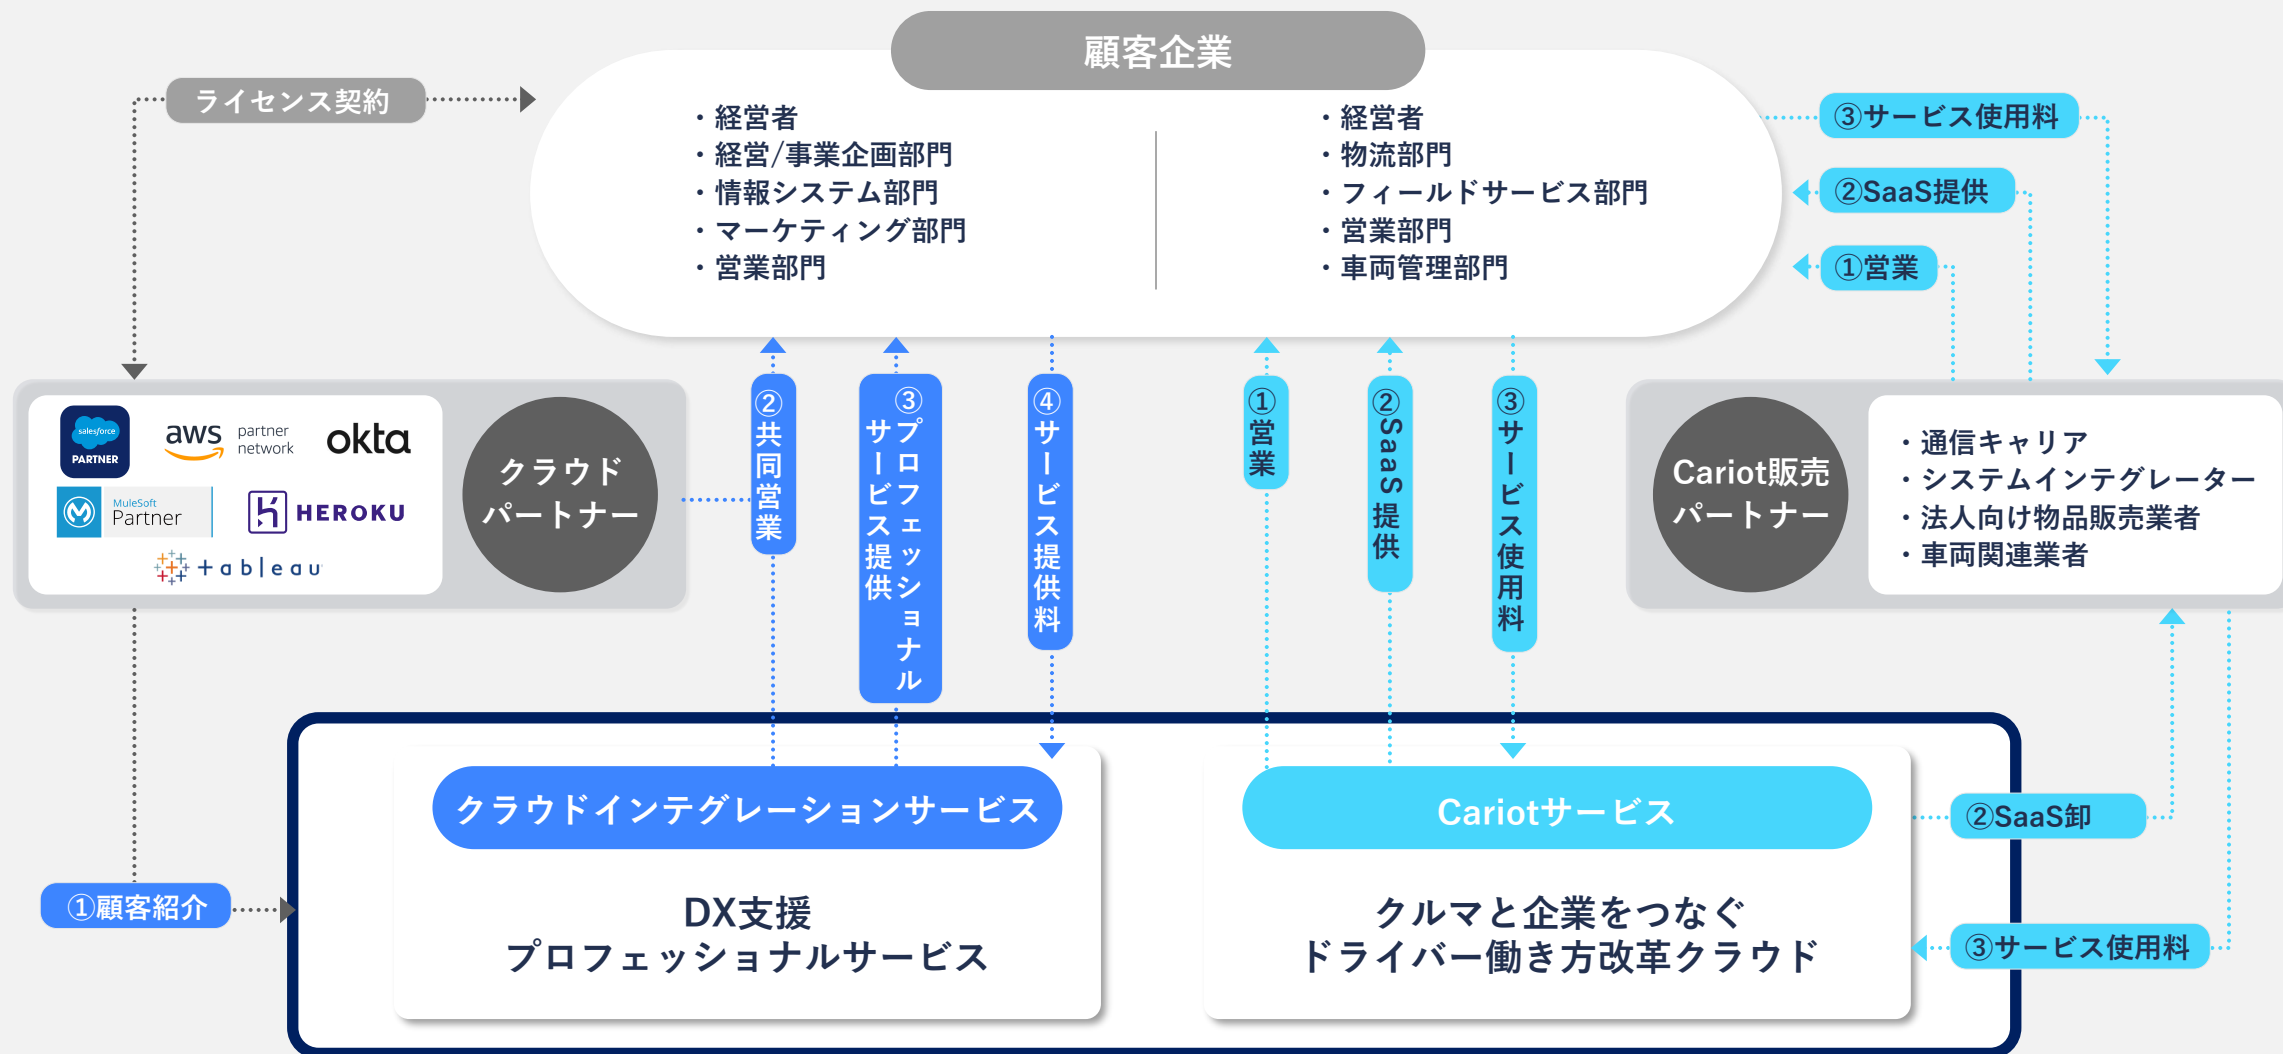 顧客企業
ライセンス契約
・経営者
・経営/事業企画部門
・情報システム部門
・マーケティング部門
・営業部門
・経営者
・物流部門
・フィールドサービス部門
・営業部門
・車両管理部門
③サービス使用料
②SaaS提供
①営業
salesforce
PARTNER
aws partner network
okta
MuleSoft
Partner
HEROKU
+ableau
クラウド
パートナー
②共同営業
③プロフェッショナル
サービス提供
④サービス提供料
①営業
②SaaS提供
③サービス使用料
Cariot販売
パートナー
・通信キャリア
・システムインテグレーター
・法人向け物品販売業者
・車両関連業者
クラウドインテグレーションサービス
DX支援
プロフェッショナルサービス
Cariotサービス
クルマと企業をつなぐ
ドライバー働き方改革クラウド
①顧客紹介
②SaaS卸
③サービス使用料